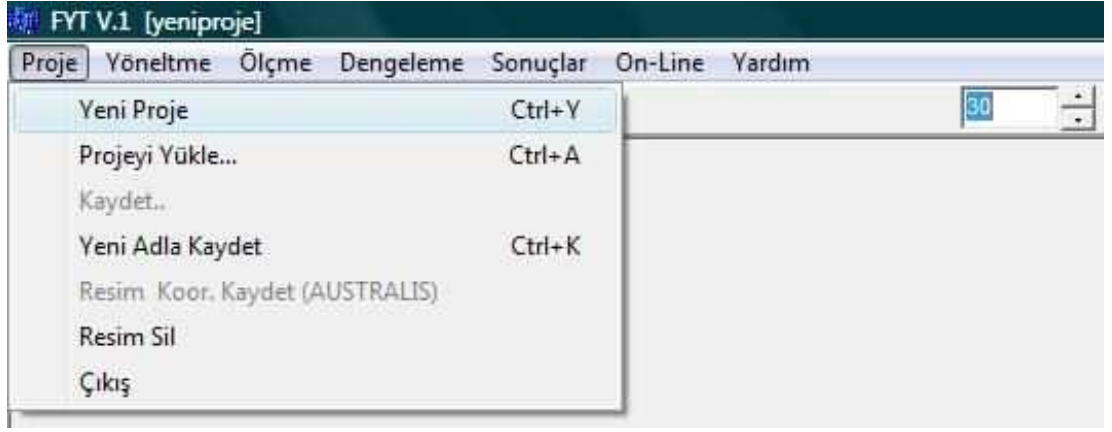 FYT V.1 [yeniproje]
Proje Yöneltme Ölçme Dengeleme Sonuçlar On-Line Yardım
30
Yeni Proje Ctrl+Y
Projeyi Yükle... Ctrl+A
Kaydet..
Yeni Adla Kaydet Ctrl+K
Resim Koor. Kaydet (AUSTRALIS)
Resim Sil
Çıkış